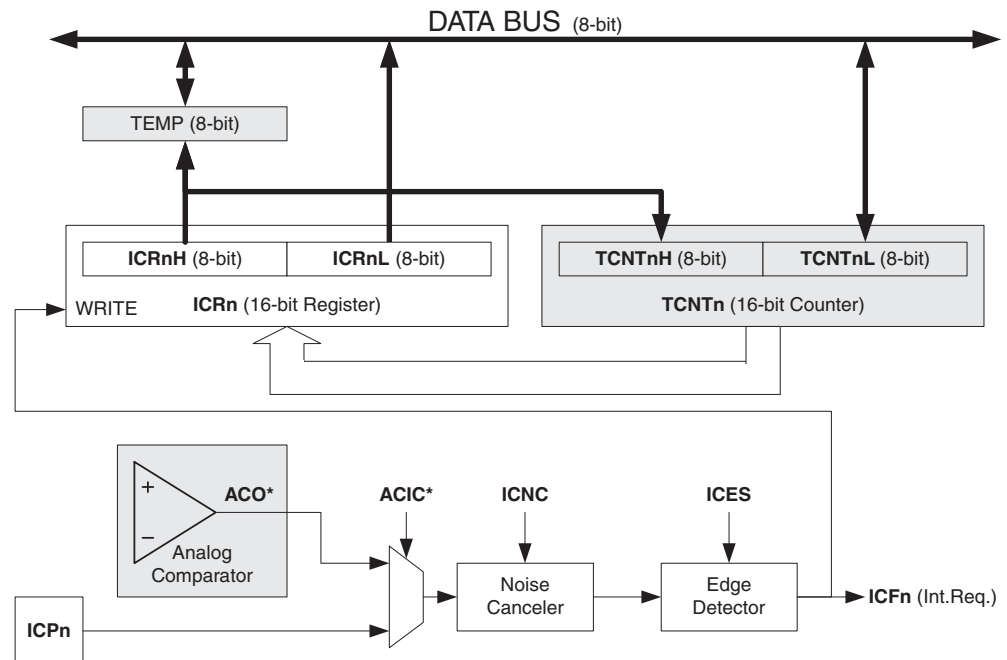 DATA BUS (8-bit)
TEMP (8-bit)
ICRnH (8-bit)
ICRnL (8-bit)
TCNTnH (8-bit)
TCNTnL (8-bit)
WRITE
ICRn (16-bit Register)
TCNTn (16-bit Counter)
+
−
ACO*
Analog
Comparator
ACIC*
ICNC
ICES
Noise
Canceler
Edge
Detector
ICFn (Int.Req.)
ICPn